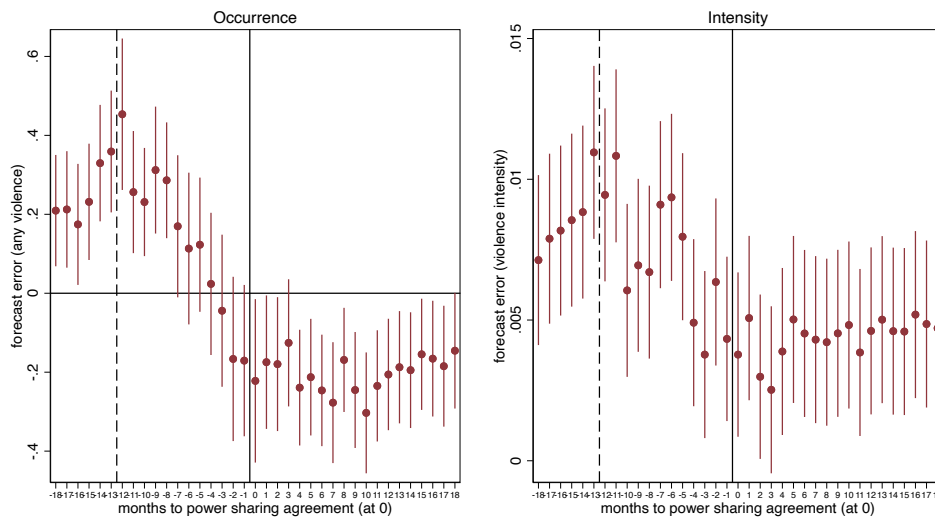 Occurrence
forecast error (any violence)
.6
.4
.2
0
.2
-.4
-18-17-16-15-14-13-12-11-10-9 -8 -7 -6 -5 -4 -3 -2 -1 0 1 2 3 4 5 6 7 8 9 10 11 12 13 14 15 16 17 18
months to power sharing agreement (at 0)
Intensity
forecast error (violence intensity)
.015
.01
.005
0
-18-17-16-15-14-13-12-11-10-9 -8 -7 -6 -5 -4 -3 -2 -1 0 1 2 3 4 5 6 7 8 9 10 11 12 13 14 15 16 17 1
months to power sharing agreement (at 0)